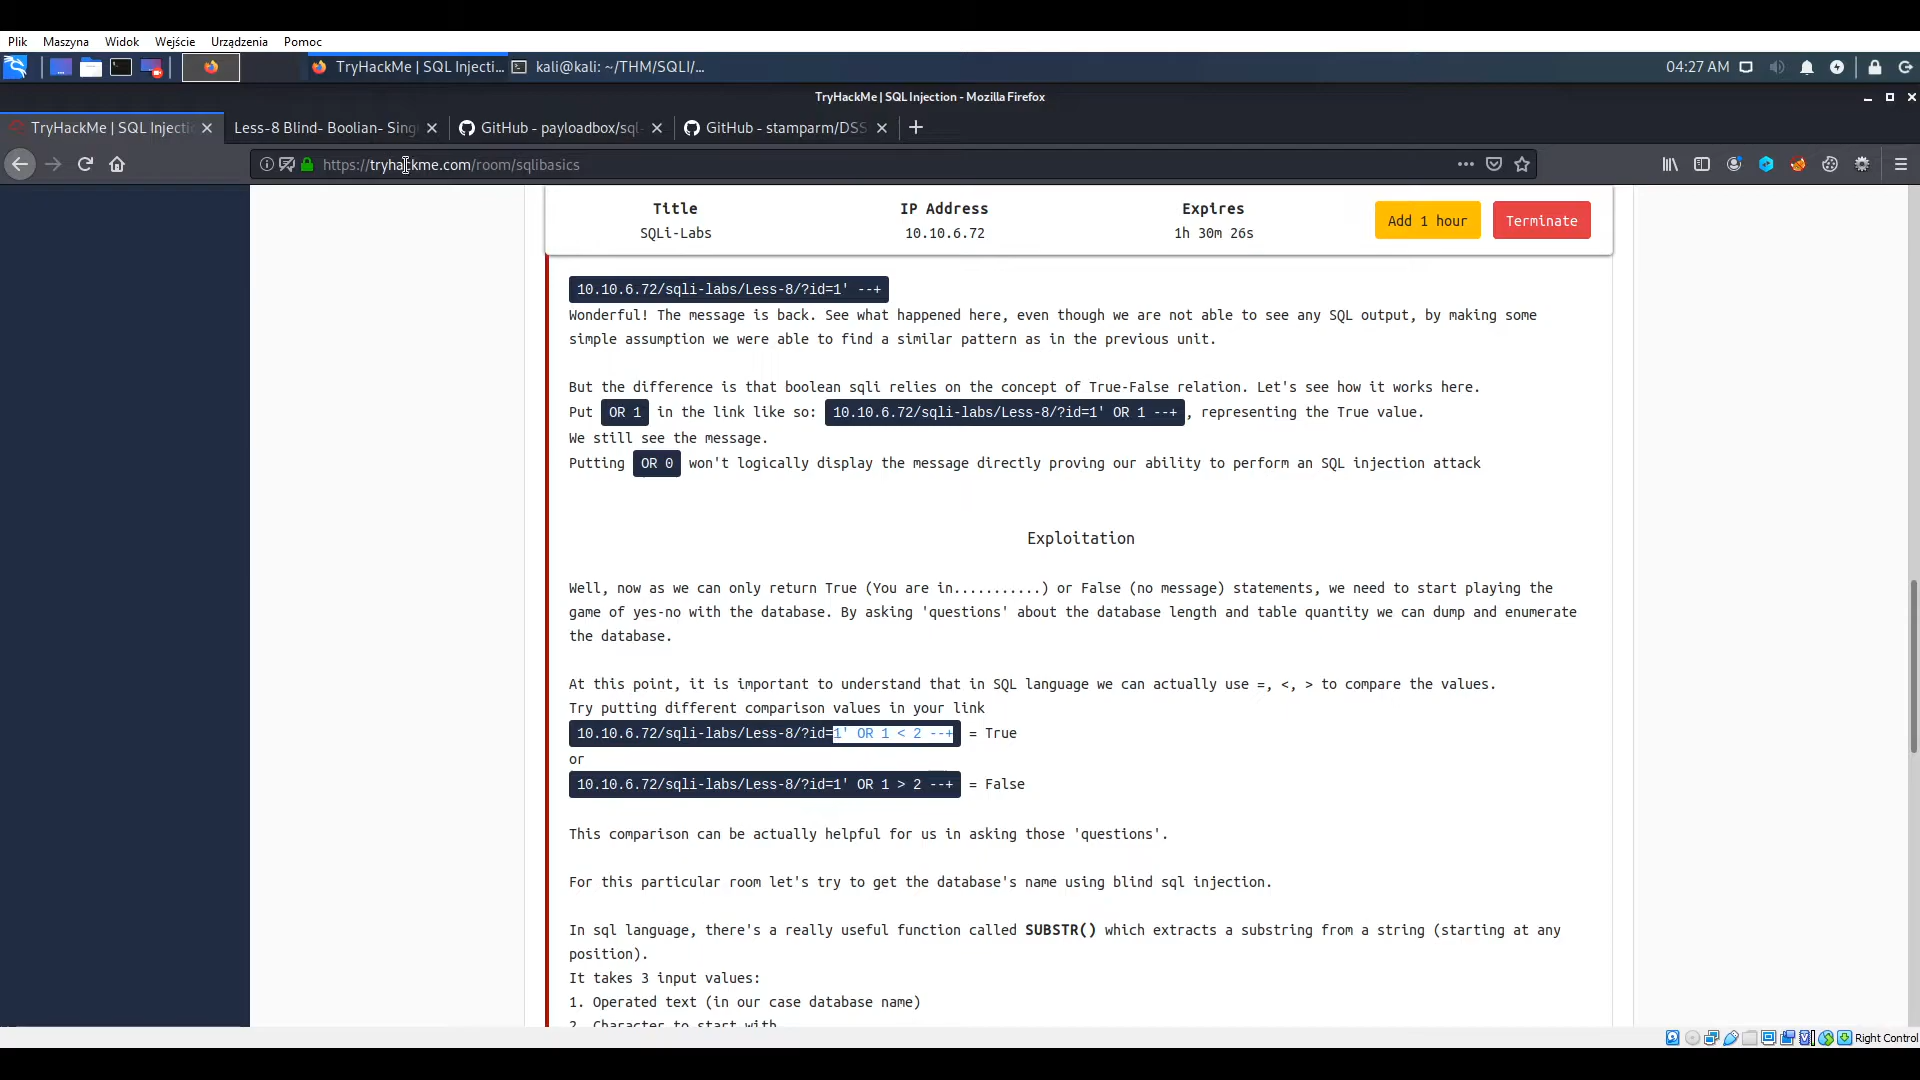 Plik Maszyna Widok Wejście Urządzenia Pomoc
TryHackMe | SQL Injecti... kali@kali: ~/THM/SQLI/... 04:27 AM
TryHackMe | SQL Injection - Mozilla Firefox
TryHackMe | SQL Injecti Less-8 Blind- Boolian- Sing GitHub - payloadbox/sql- GitHub - stamparm/DSS
https://tryhackme.com/room/sqlibasics
Title IP Address Expires
SQLi-Labs 10.10.6.72 1h 30m 26s Add 1 hour Terminate
10.10.6.72/sqli-labs/Less-8/?id=1' --+
Wonderful! The message is back. See what happened here, even though we are not able to see any SQL output, by making some
simple assumption we were able to find a similar pattern as in the previous unit.
But the difference is that boolean sqli relies on the concept of True-False relation. Let's see how it works here.
Put OR 1 in the link like so: 10.10.6.72/sqli-labs/Less-8/?id=1' OR 1 --+ , representing the True value.
We still see the message.
Putting OR 0 won't logically display the message directly proving our ability to perform an SQL injection attack
Exploitation
Well, now as we can only return True (You are in...........) or False (no message) statements, we need to start playing the
game of yes-no with the database. By asking 'questions' about the database length and table quantity we can dump and enumerate
the database.
At this point, it is important to understand that in SQL language we can actually use =, <, > to compare the values.
Try putting different comparison values in your link
10.10.6.72/sqli-labs/Less-8/?id=1' OR 1 < 2 --+ = True
or
10.10.6.72/sqli-labs/Less-8/?id=1' OR 1 > 2 --+ = False
This comparison can be actually helpful for us in asking those 'questions'.
For this particular room let's try to get the database's name using blind sql injection.
In sql language, there's a really useful function called SUBSTR() which extracts a substring from a string (starting at any
position).
It takes 3 input values:
1. Operated text (in our case database name)
2. Character to start with
Right Control